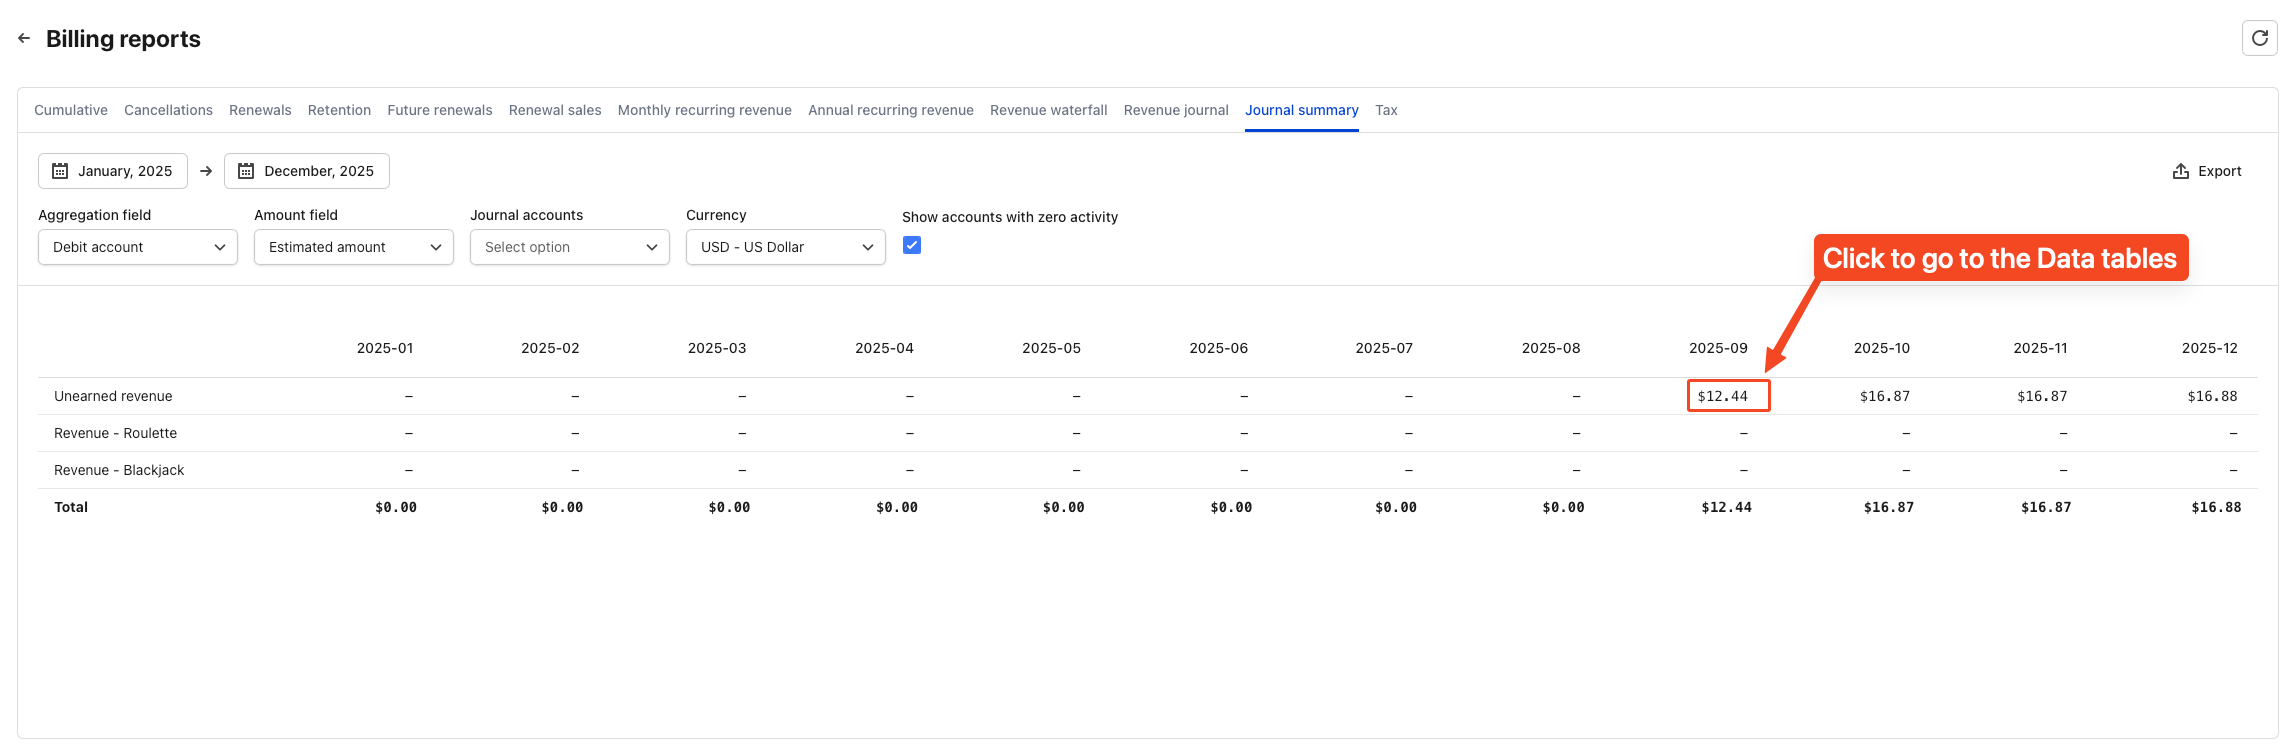 Billing reports
Cumulative Cancellations Renewals Retention Future renewals Renewal sales Monthly recurring revenue Annual recurring revenue Revenue waterfall Revenue journal Journal summary Tax
January, 2025 → December, 2025 Export
Aggregation field Amount field Journal accounts Currency Show accounts with zero activity
Debit account Estimated amount Select option USD - US Dollar
Click to go to the Data tables
2025-01 2025-02 2025-03 2025-04 2025-05 2025-06 2025-07 2025-08 2025-09 2025-10 2025-11 2025-12
Unearned revenue – – – – – – – – $12.44 $16.87 $16.87 $16.88
Revenue - Roulette – – – – – – – – – – – –
Revenue - Blackjack – – – – – – – – – – – –
Total $0.00 $0.00 $0.00 $0.00 $0.00 $0.00 $0.00 $0.00 $12.44 $16.87 $16.87 $16.88